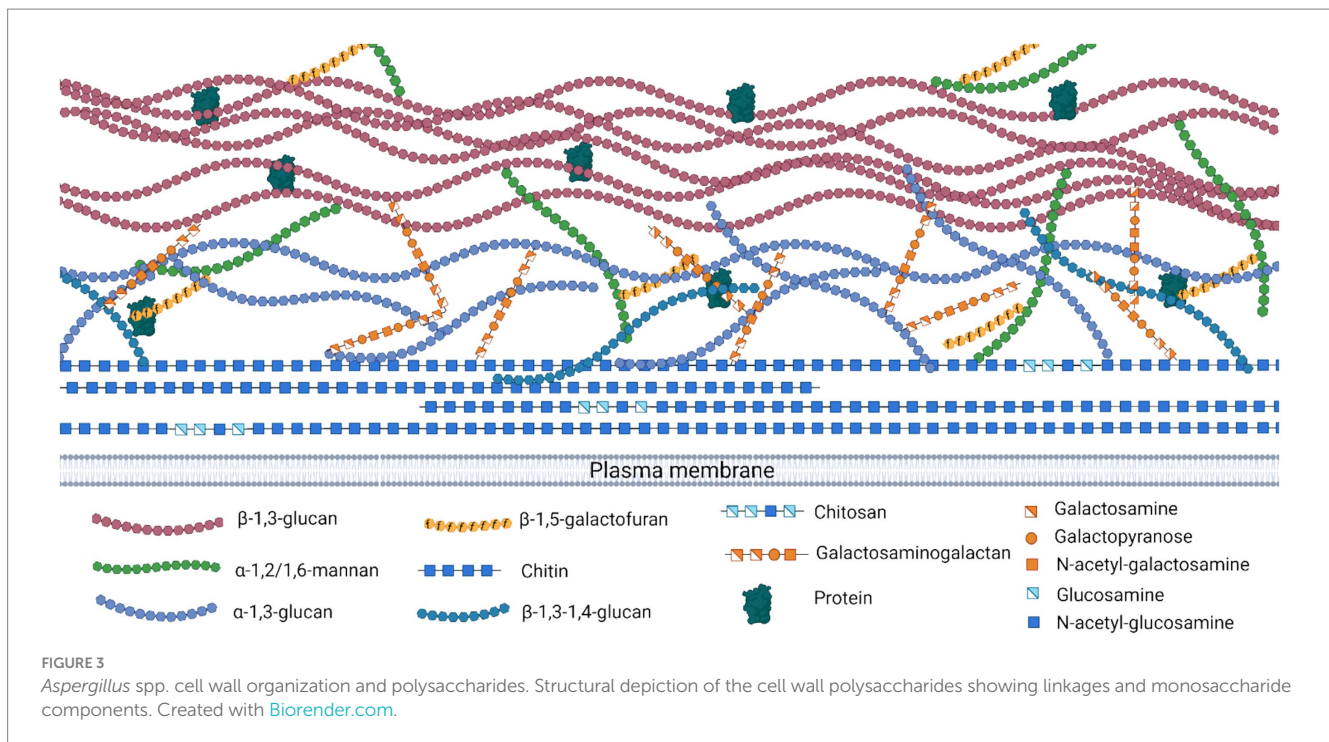 Plasma membrane
β-1,3-glucan
β-1,5-galactofuran
Chitosan
Galactosamine
Galactosaminogalactan
Galactopyranose
α-1,2/1,6-mannan
Chitin
N-acetyl-galactosamine
Protein
Glucosamine
α-1,3-glucan
β-1,3-1,4-glucan
N-acetyl-glucosamine
FIGURE 3
Aspergillus spp. cell wall organization and polysaccharides. Structural depiction of the cell wall polysaccharides showing linkages and monosaccharide
components. Created with Biorender.com.